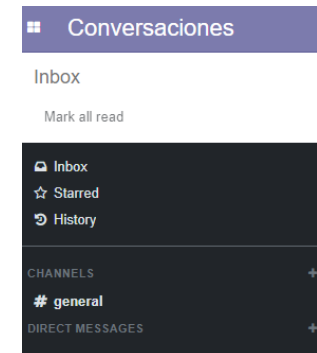 Conversaciones
Inbox
Mark all read
Inbox
Starred
History
CHANNELS +
# general
DIRECT MESSAGES +